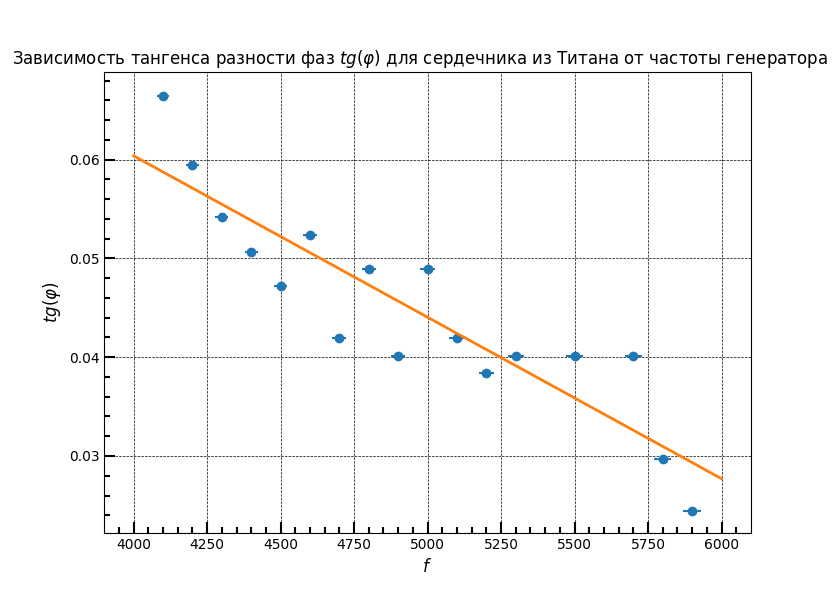 Зависимость тангенса разности фаз tg(φ) для сердечника из Титана от частоты генератора
0.06
0.05
0.04
0.03
tg(φ)
4000 4250 4500 4750 5000 5250 5500 5750 6000
f